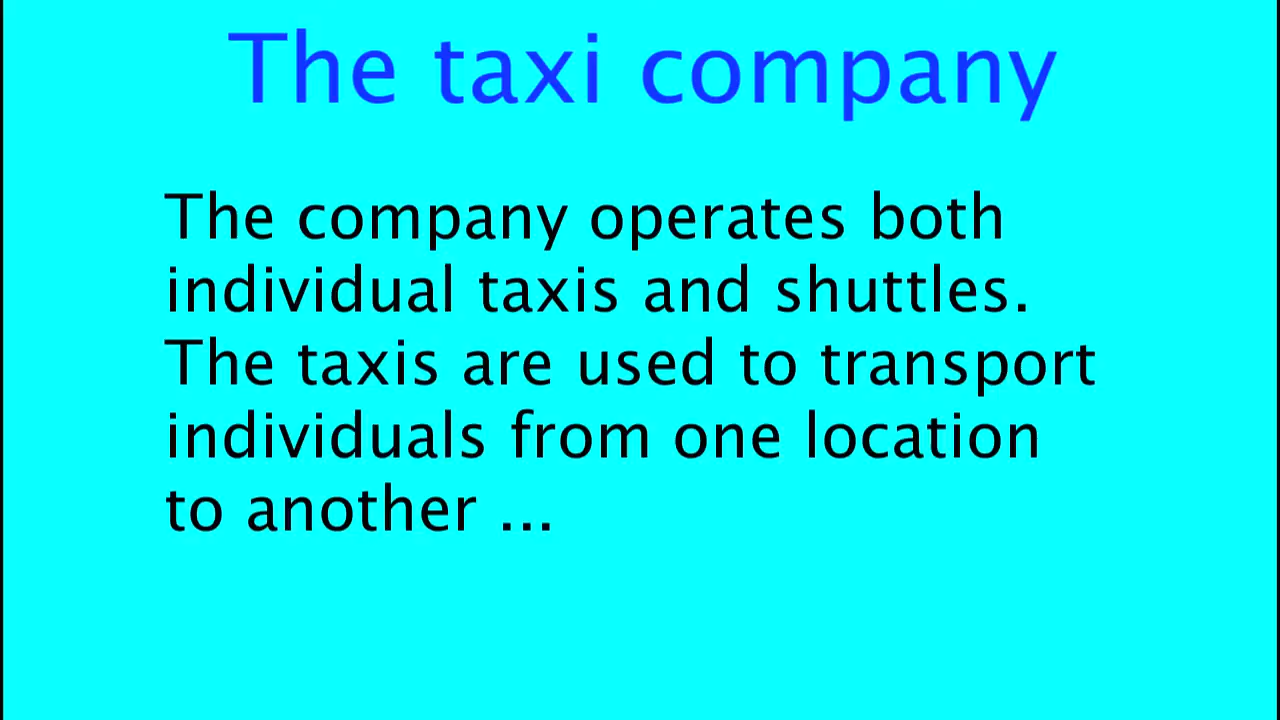 The taxi company
The company operates both
individual taxis and shuttles.
The taxis are used to transport
individuals from one location
to another ...